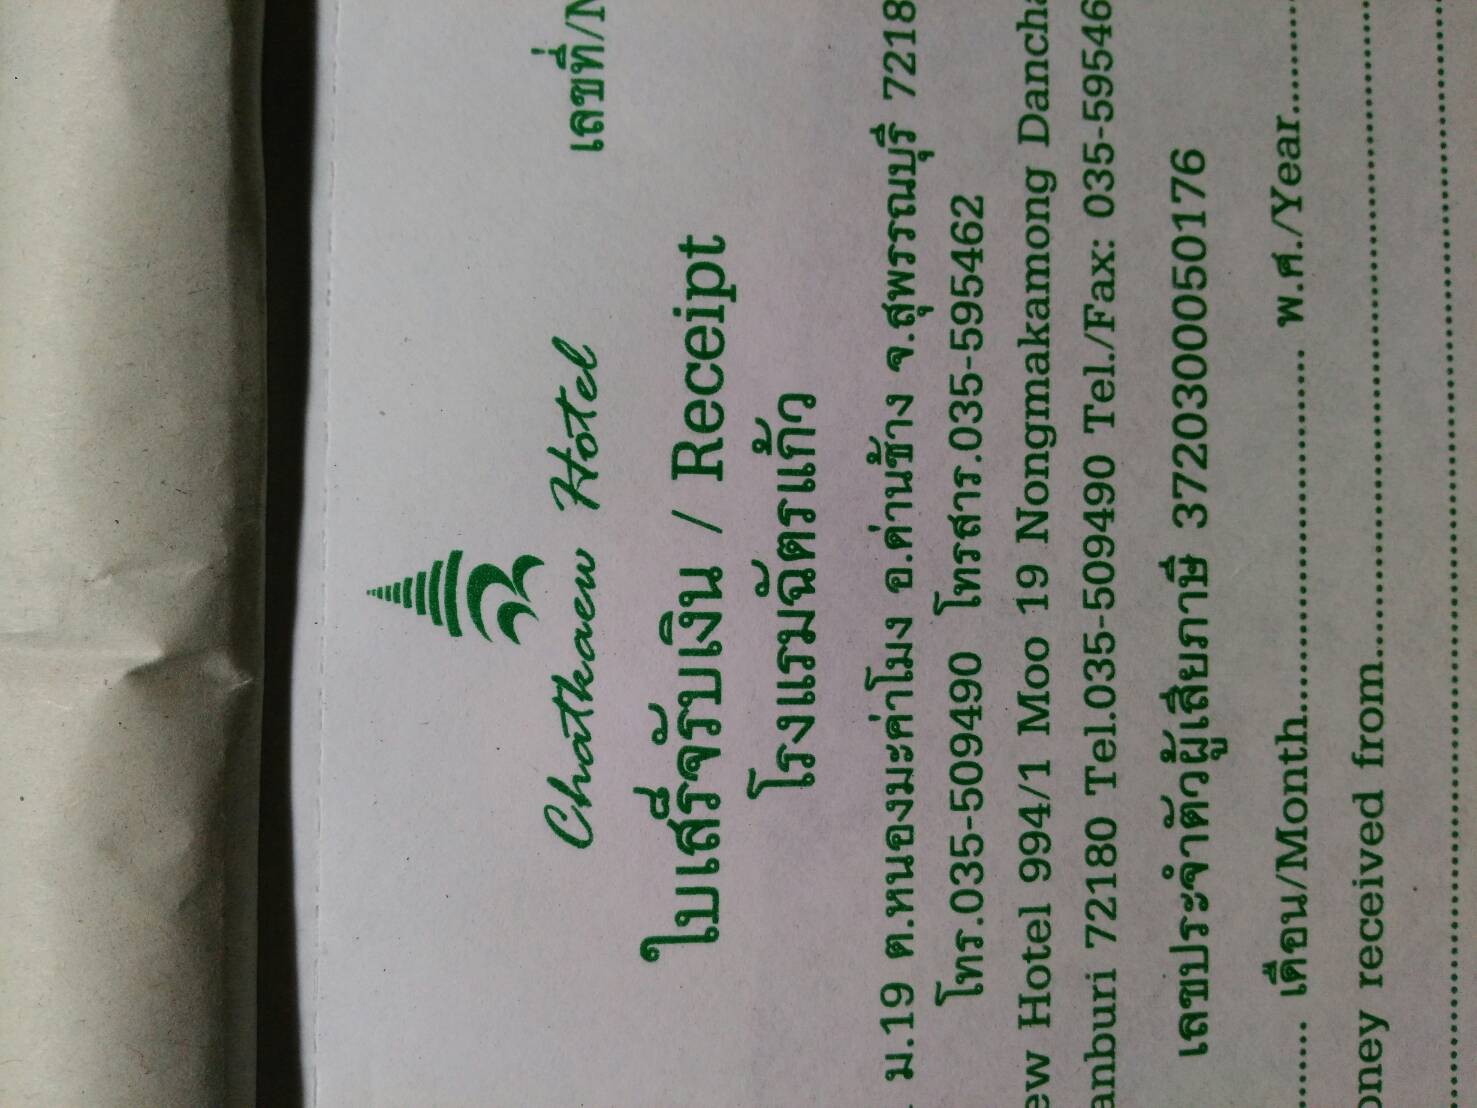 Chatkaew Hotel
เลขที่/N
ใบเสร็จรับเงิน / Receipt
โรงแรมฉัตรแก้ว
ม.19 ต.หนองมะค่าโมง อ.ด่านช้าง จ.สุพรรณบุรี 7218
โทร.035-509490 โทรสาร.035-595462
ew Hotel 994/1 Moo 19 Nongmakamong Dancha
anburi 72180 Tel.035-509490 Tel./Fax: 035-59546
เลขประจำตัวผู้เสียภาษี 3720300050176
เดือน/Month.................... พ.ศ./Year..........
oney received from..........